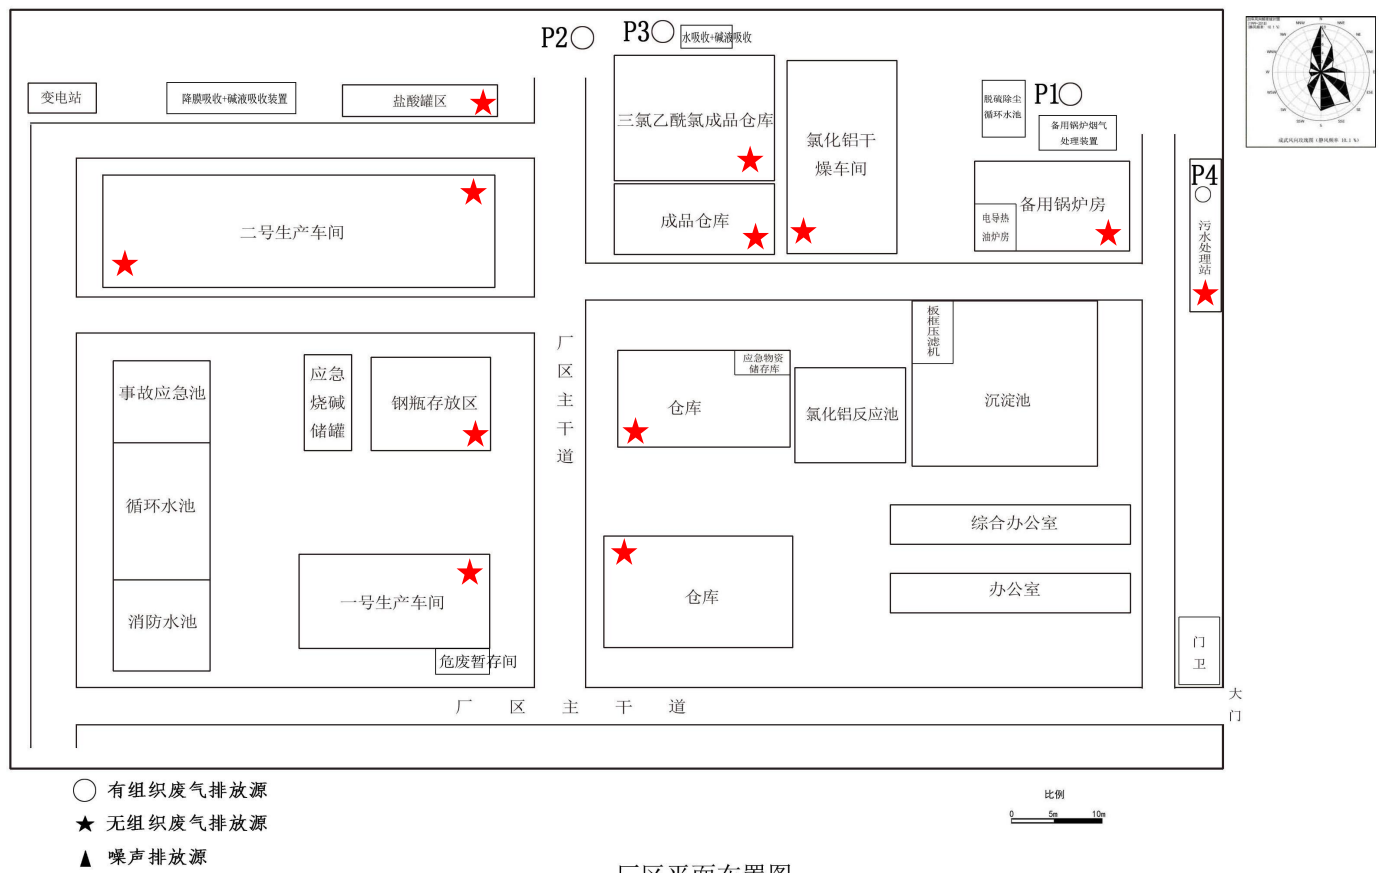 P2
P3
水吸收+碱液吸收
变电站
降膜吸收+碱液吸收装置
盐酸罐区
三氯乙酰氯成品仓库
氯化铝干
燥车间
脱硫除尘
循环水池
P1
备用锅炉烟气
处理装置
成品仓库
备用锅炉房
电导热
油炉房
P4
污水处理站
二号生产车间
厂区主干道
事故应急池
循环水池
消防水池
应急
烧碱
储罐
钢瓶存放区
一号生产车间
危废暂存间
应急物资
储存库
仓库
氯化铝反应池
板框压滤机
沉淀池
仓库
综合办公室
办公室
门卫
大门
厂区主干道
有组织废气排放源
无组织废气排放源
噪声排放源
比例
0 5m 10m
厂区平面布置图